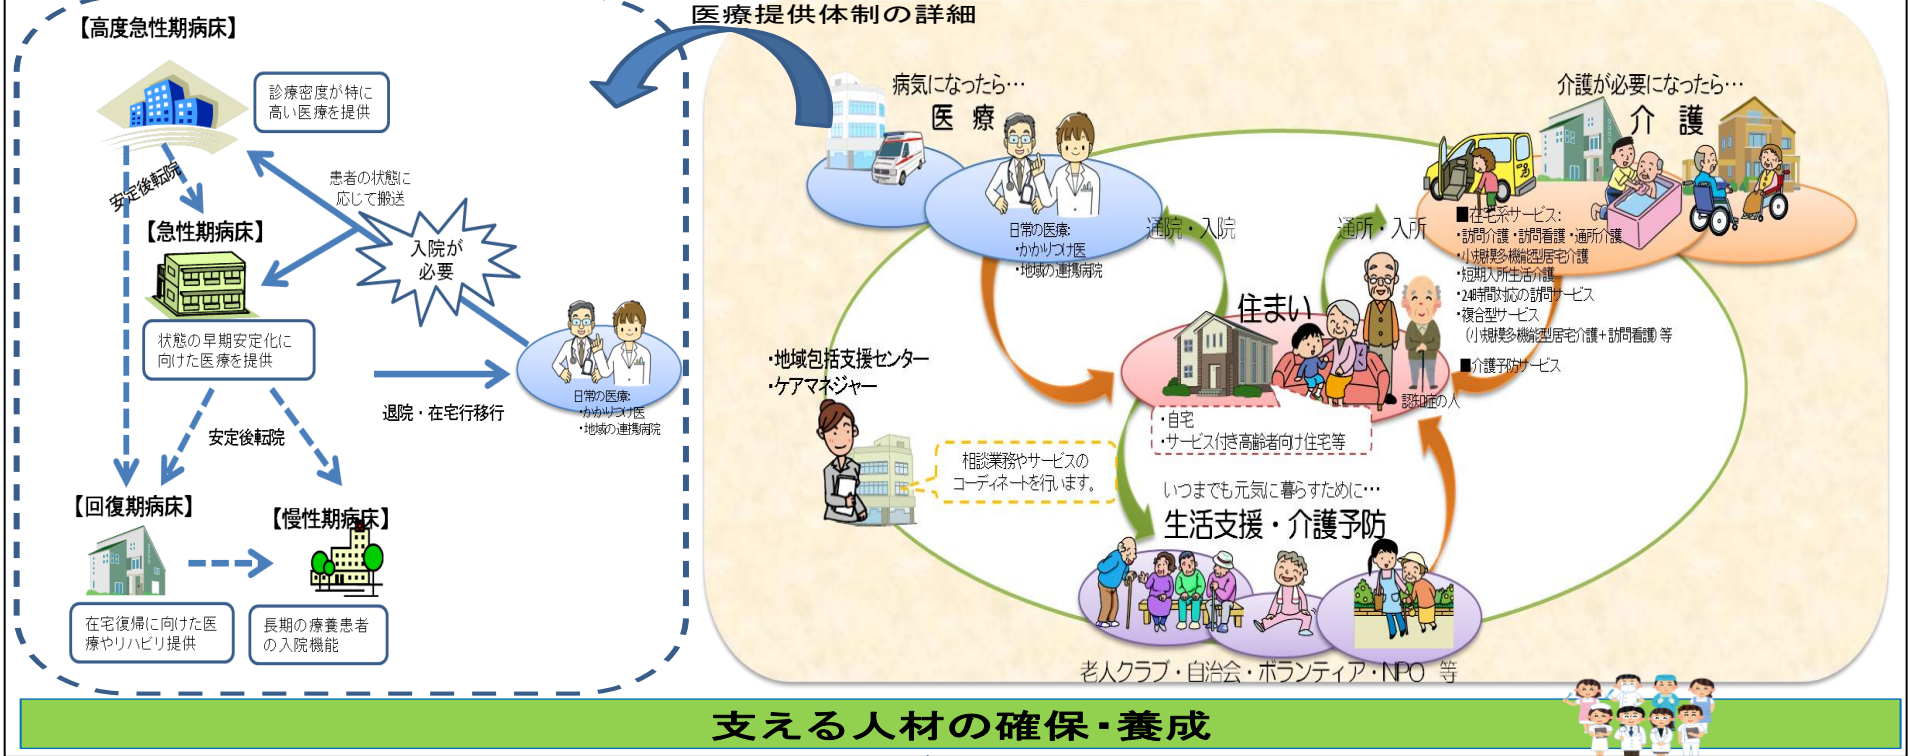 医療提供体制の詳細
【高度急性期病床】
診療密度が特に
高い医療を提供
安定後転院
患者の状態に
応じて搬送
【急性期病床】
入院が
必要
状態の早期安定化に
向けた医療を提供
退院・在宅行移行
日常の医療:
・かかりつけ医
・地域の連携病院
安定後転院
【回復期病床】
【慢性期病床】
在宅復帰に向けた医
療やリハビリ提供
長期の療養患者
の入院機能
病気になったら…
医 療
日常の医療:
・かかりつけ医
・地域の連携病院
通院・入院
介護が必要になったら…
介 護
通所・入所
■在宅系サービス:
・訪問介護・訪問看護・通所介護
・小規模多機能型居宅介護
・短期入所生活介護
・24時間対応の訪問サービス
・複合型サービス
(小規模多機能型居宅介護+訪問看護)等
■介護予防サービス
住まい
認知症の人
・自宅
・サービス付き高齢者向け住宅等
・地域包括支援センター
・ケアマネジャー
相談業務やサービスの
コーディネートを行います。
いつまでも元気に暮らすために…
生活支援・介護予防
老人クラブ・自治会・ボランティア・NPO 等
支える人材の確保・養成